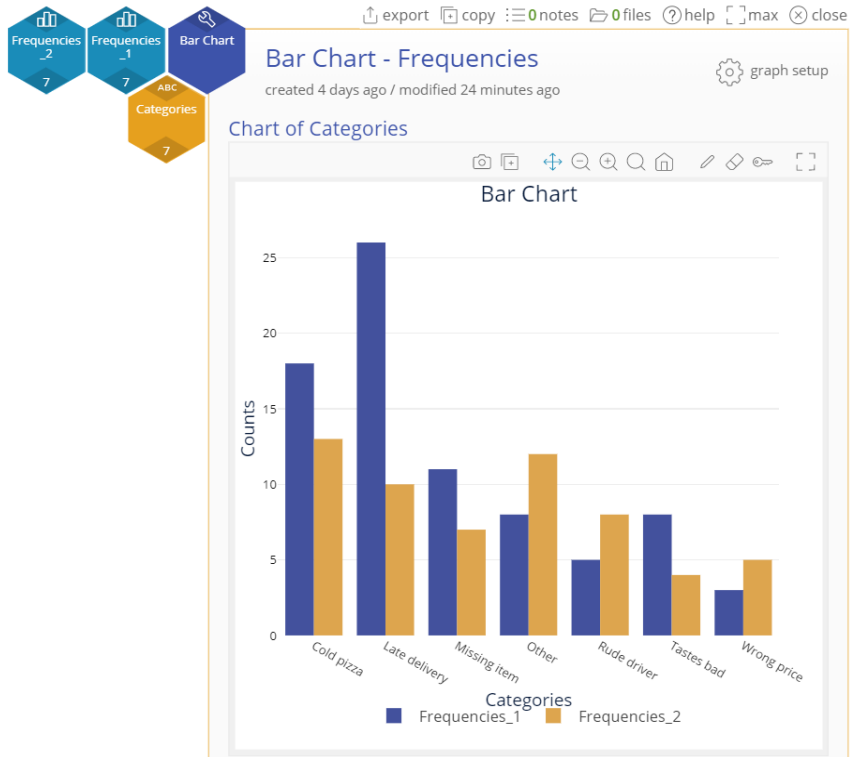 export copy 0 notes 0 files help max close
Frequencies
_2
7
Frequencies
_1
7
Bar Chart
ABC
Categories
7
Bar Chart - Frequencies
created 4 days ago / modified 24 minutes ago
graph setup
Chart of Categories
Bar Chart
25
20
15
10
5
0
Counts
Cold pizza
Late delivery
Missing item
Other
Rude driver
Tastes bad
Wrong price
Categories
Frequencies_1 Frequencies_2